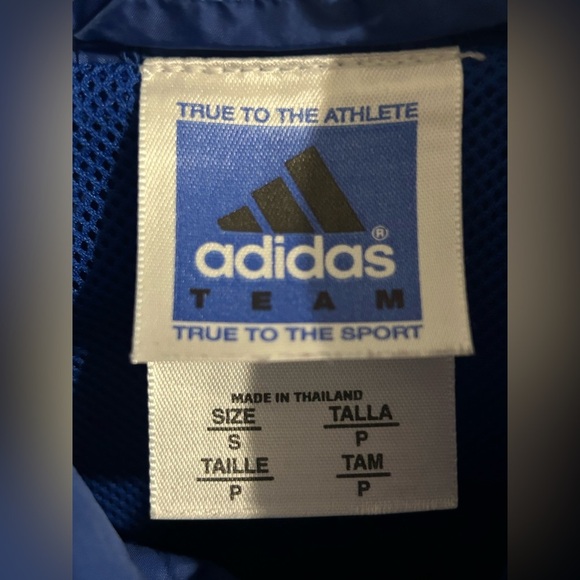 TRUE TO THE ATHLETE
adidas®
TEAM
TRUE TO THE SPORT
MADE IN THAILAND
SIZE TALLA
S P
TAILLE TAM
P P